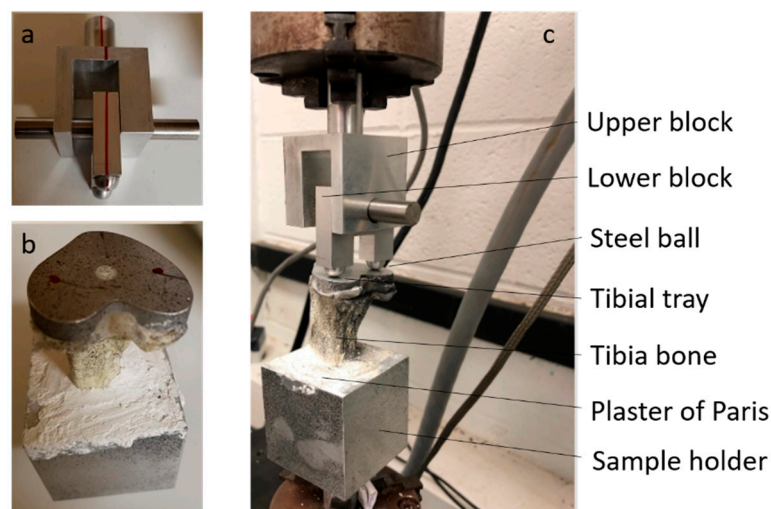 a
b
c
Upper block
Lower block
Steel ball
Tibial tray
Tibia bone
Plaster of Paris
Sample holder